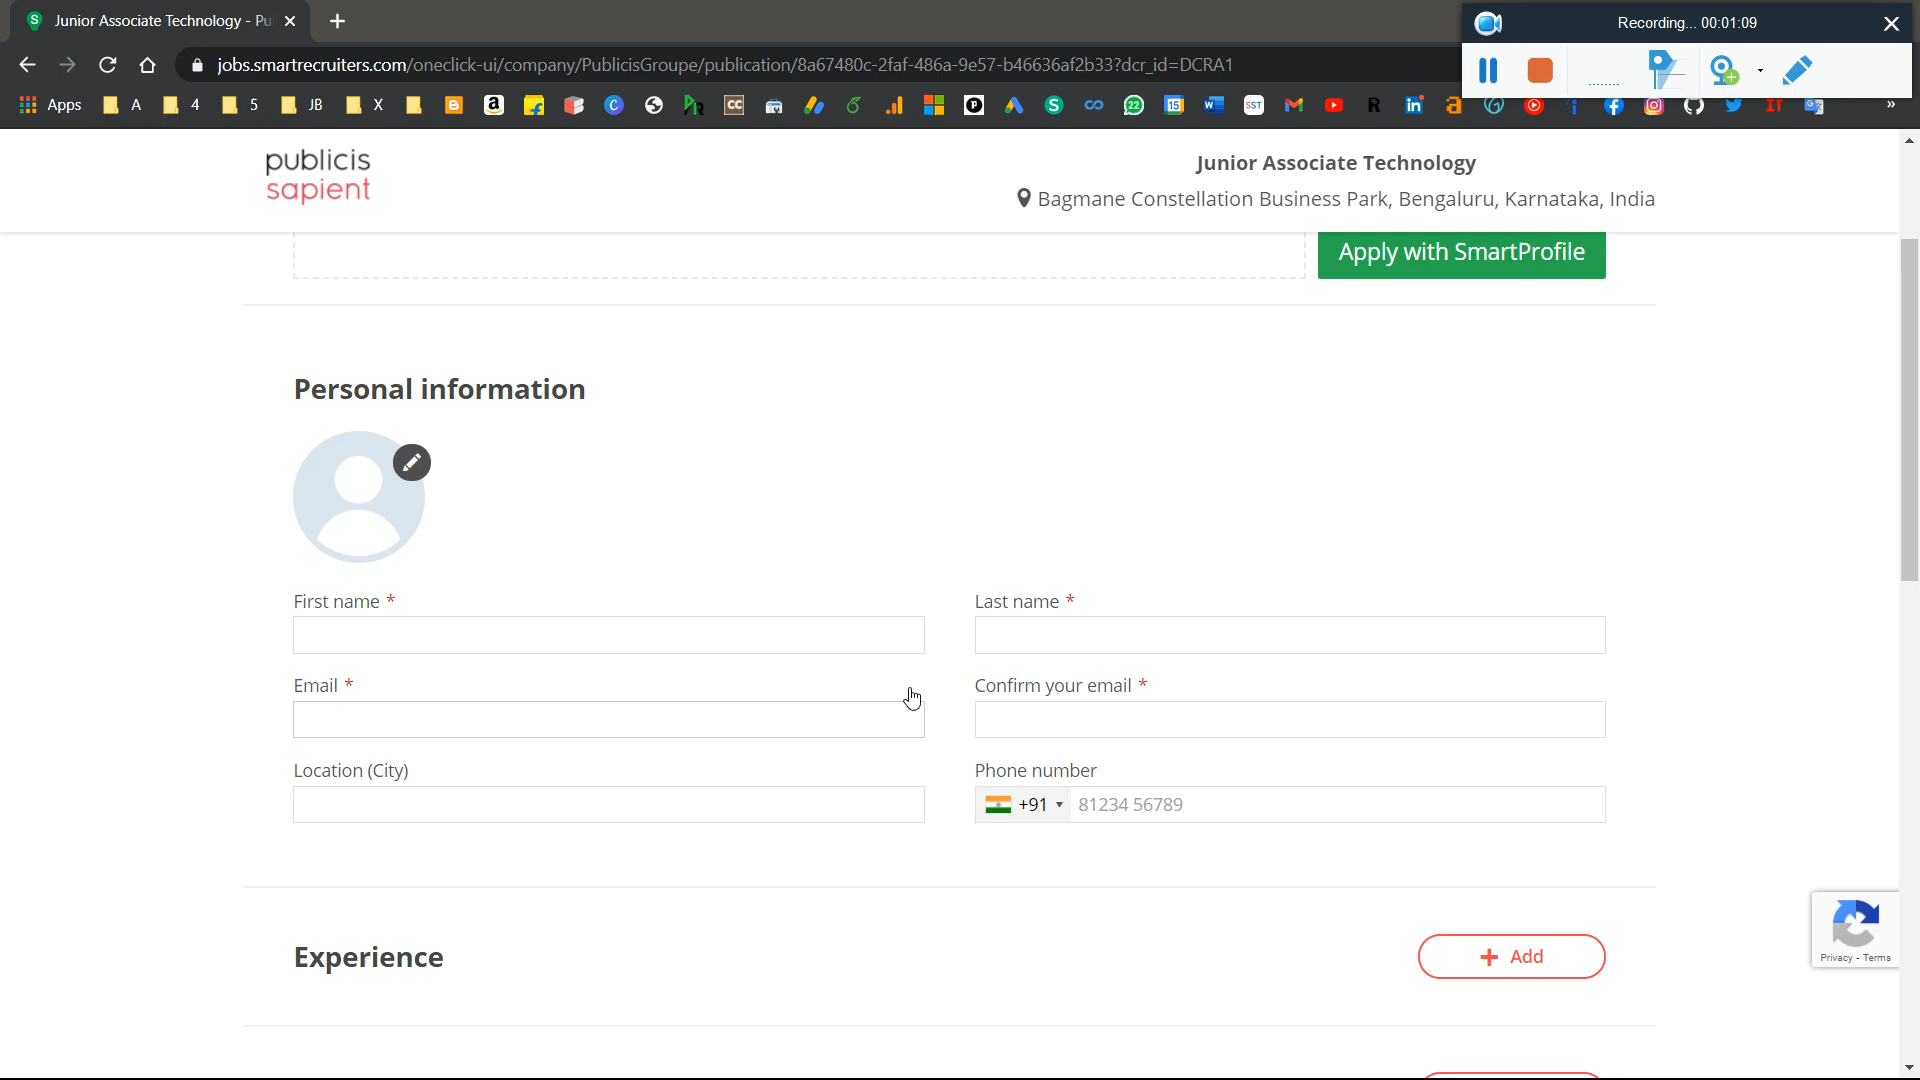 Junior Associate Technology - Pu
Recording... 00:01:09
jobs.smartrecruiters.com/oneclick-ui/company/PublicisGroupe/publication/8a67480c-2faf-486a-9e57-b46636af2b33?dcr_id=DCRA1
Apps A 4 5 JB X
publicis
sapient
Junior Associate Technology
Bagmane Constellation Business Park, Bengaluru, Karnataka, India
Apply with SmartProfile
Personal information
First name *
Last name *
Email *
Confirm your email *
Location (City)
Phone number
+91 81234 56789
Experience
+ Add
Privacy - Terms